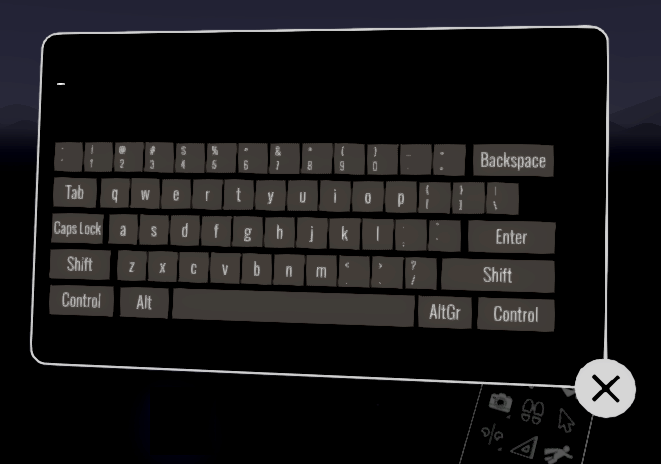 _
~ ! @ # $ % ^ & * ( ) _ +
` 1 2 3 4 5 6 7 8 9 0 - = Backspace
Tab q w e r t y u i o p { [ } ] | \
Caps Lock a s d f g h j k l : ; " ' Enter
Shift z x c v b n m < , > . ? / Shift
Control Alt AltGr Control